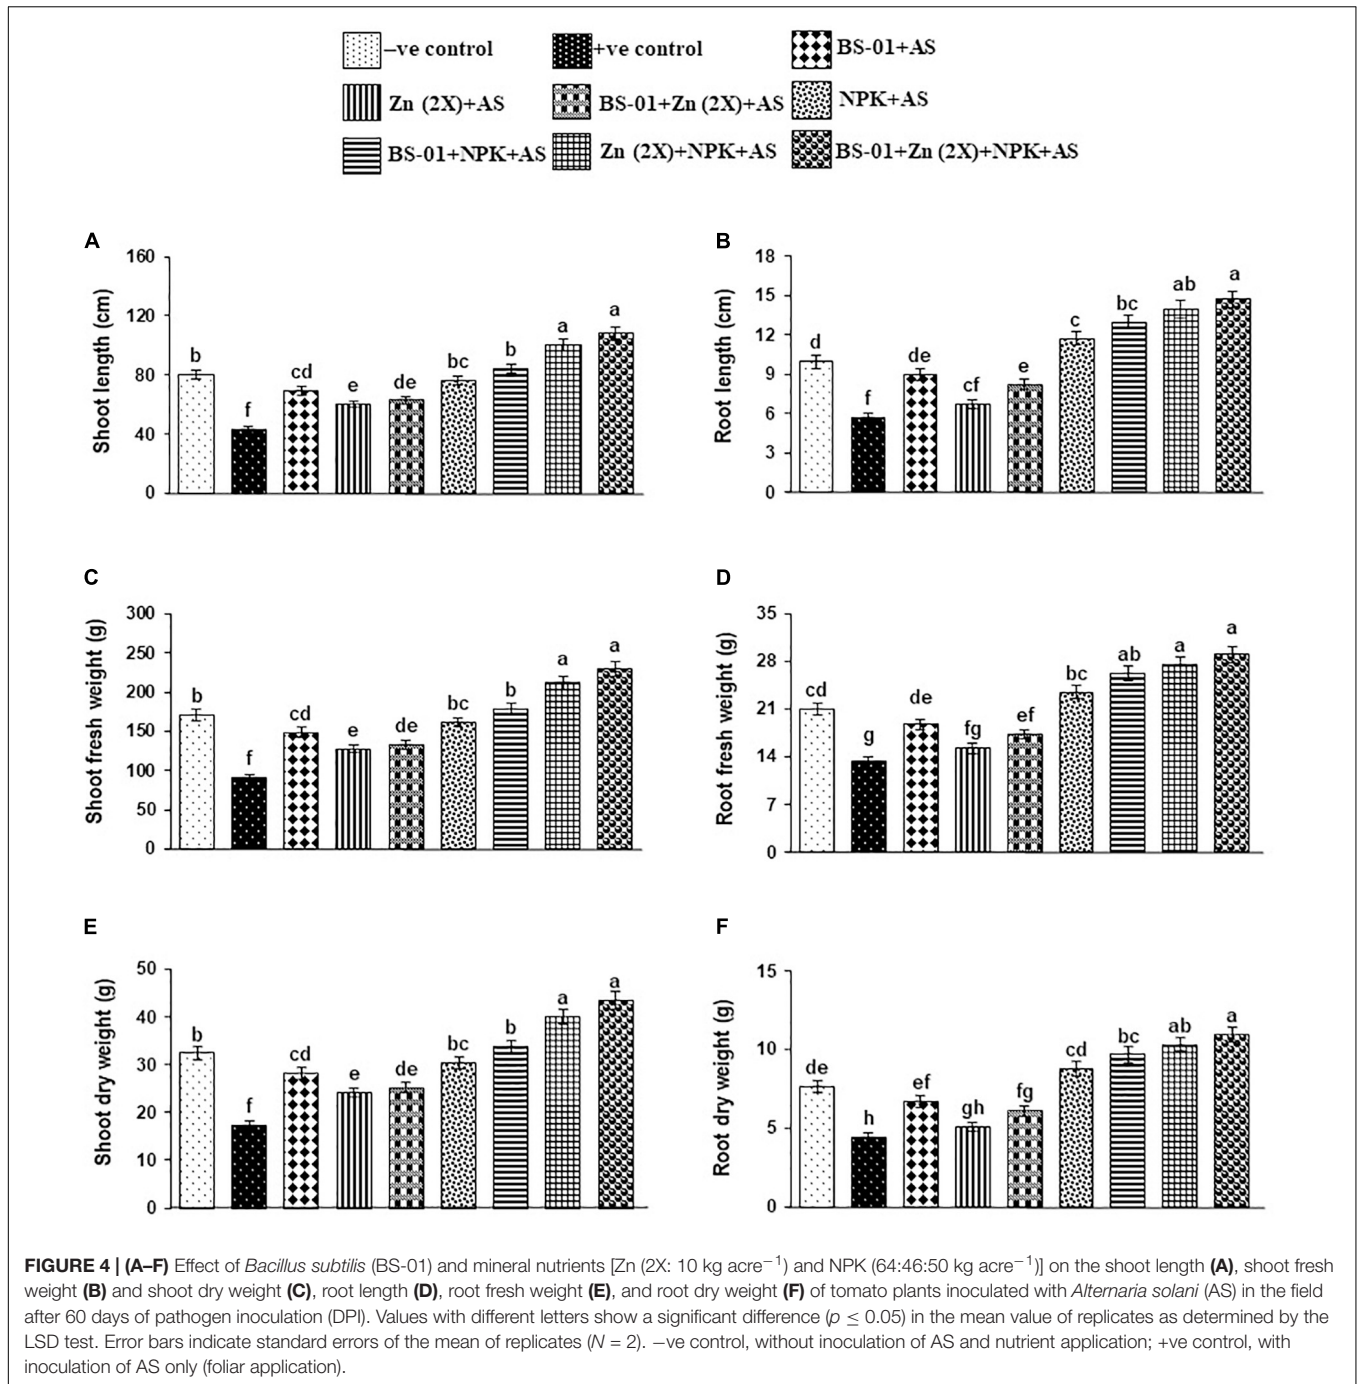 –ve control
+ve control
BS-01+AS
Zn (2X)+AS
BS-01+Zn (2X)+AS
NPK+AS
BS-01+NPK+AS
Zn (2X)+NPK+AS
BS-01+Zn (2X)+NPK+AS
A
Shoot length (cm)
160
120
80
40
0
b
f
cd
e
de
bc
b
a
a
B
Root length (cm)
18
15
12
9
6
3
0
d
f
de
cf
e
c
bc
ab
a
C
Shoot fresh weight (g)
300
250
200
150
100
50
0
b
f
cd
e
de
bc
b
a
a
D
Root fresh weight (g)
35
28
21
14
7
0
cd
g
de
fg
ef
bc
ab
a
a
E
Shoot dry weight (g)
50
40
30
20
10
0
b
f
cd
e
de
bc
b
a
a
F
Root dry weight (g)
15
10
5
0
de
h
ef
gh
fg
cd
bc
ab
a
FIGURE 4 | (A–F) Effect of Bacillus subtilis (BS-01) and mineral nutrients [Zn (2X: 10 kg acre⁻¹) and NPK (64:46:50 kg acre⁻¹)] on the shoot length (A), shoot fresh
weight (B) and shoot dry weight (C), root length (D), root fresh weight (E), and root dry weight (F) of tomato plants inoculated with Alternaria solani (AS) in the field
after 60 days of pathogen inoculation (DPI). Values with different letters show a significant difference (p ≤ 0.05) in the mean value of replicates as determined by the
LSD test. Error bars indicate standard errors of the mean of replicates (N = 2). −ve control, without inoculation of AS and nutrient application; +ve control, with
inoculation of AS only (foliar application).